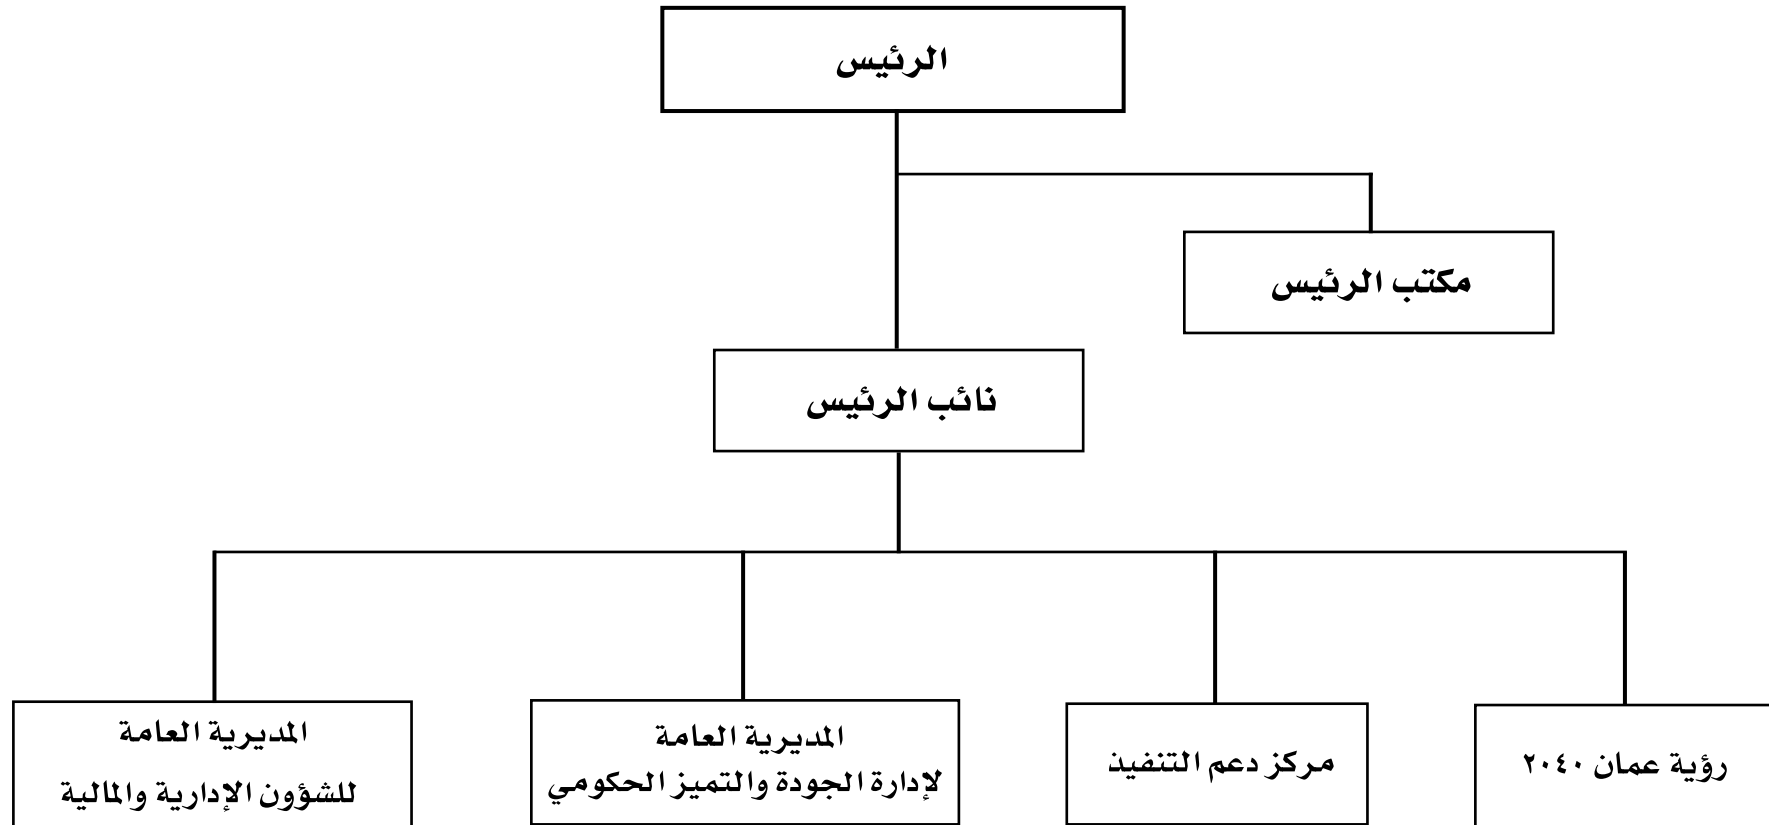 الرئيس
مكتب الرئيس
نائب الرئيس
رؤية عمان ٢٠٤٠
مركز دعم التنفيذ
المديرية العامة
لإدارة الجودة والتميز الحكومي
المديرية العامة
للشؤون الإدارية والمالية